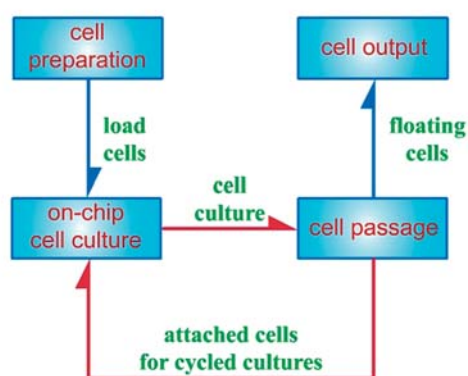 cell
preparation
cell output
load
cells
floating
cells
on-chip
cell culture
cell
culture
cell passage
attached cells
for cycled cultures